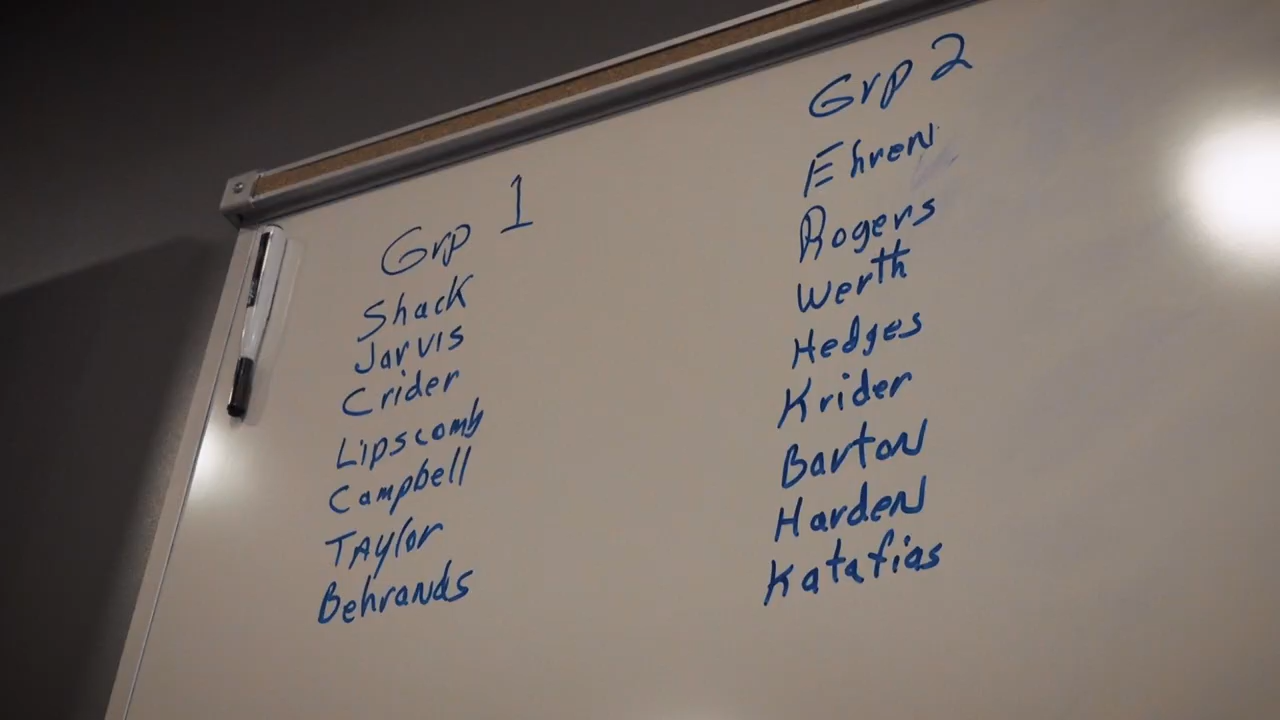 Grp 1
Shack
Jarvis
Crider
Lipscomb
Campbell
TAylor
Behrands
Grp 2
Ehren
Rogers
Werth
Hedges
Krider
Barton
Harden
Katafias